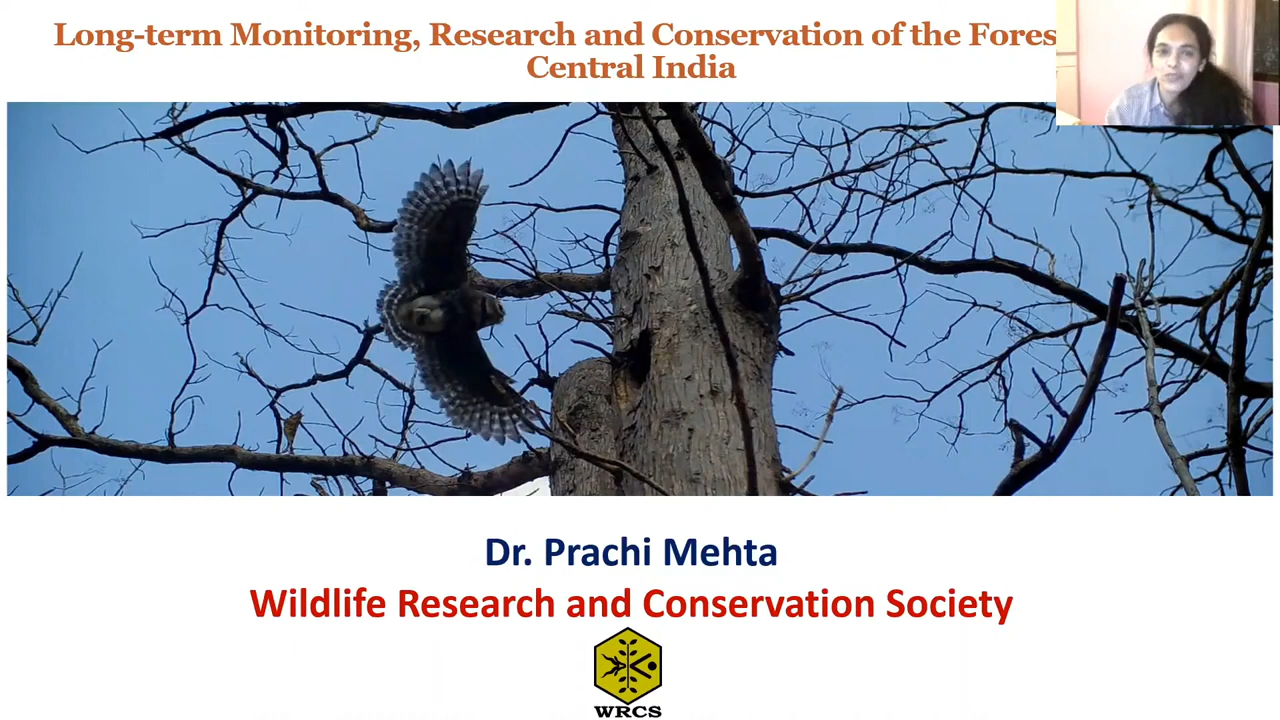 Long-term Monitoring, Research and Conservation of the Fores
Central India
Dr. Prachi Mehta
Wildlife Research and Conservation Society
WRCS